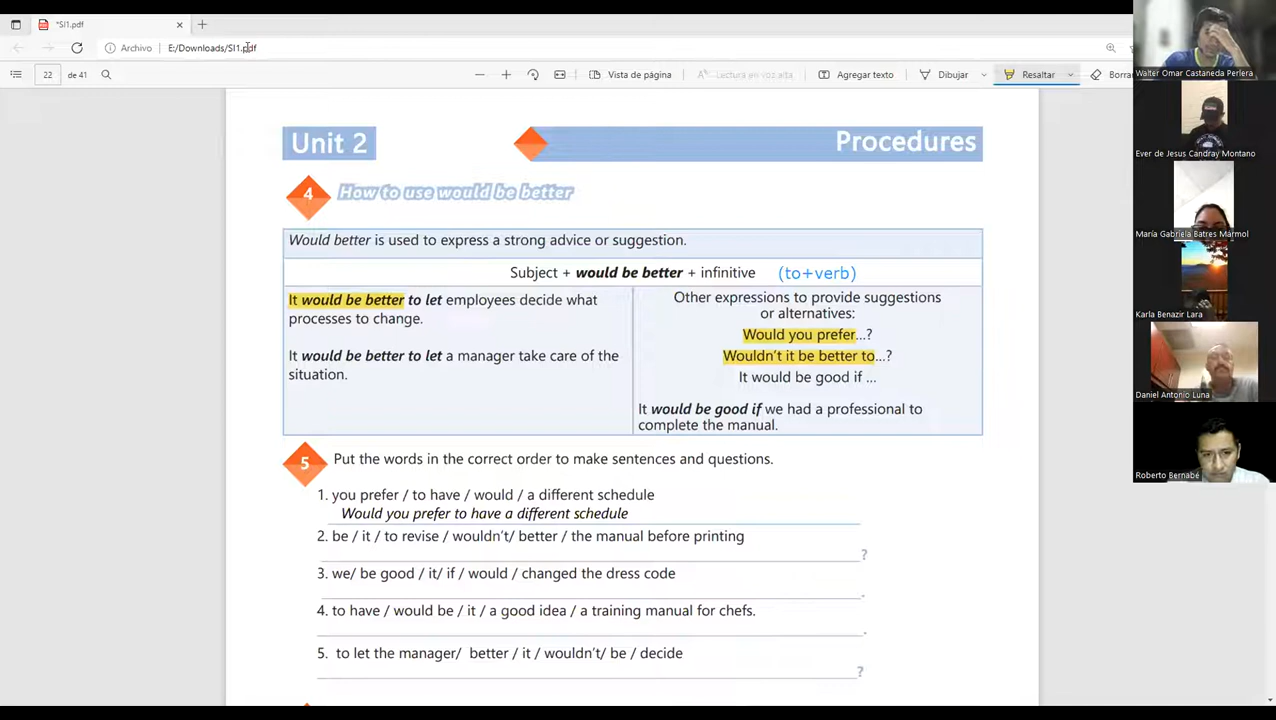 *SI1.pdf
Archivo
E:/Downloads/SI1.pdf
22
de 41
Vista de página
Lectura en voz alta
Agregar texto
Dibujar
Resaltar
Borrar
Unit 2
Procedures
4
How to use would be better
Would better is used to express a strong advice or suggestion.
Subject + would be better + infinitive (to+verb)
It would be better to let employees decide what
processes to change.
It would be better to let a manager take care of the
situation.
Other expressions to provide suggestions
or alternatives:
Would you prefer...?
Wouldn't it be better to...?
It would be good if ...
It would be good if we had a professional to
complete the manual.
5
Put the words in the correct order to make sentences and questions.
1. you prefer / to have / would / a different schedule
Would you prefer to have a different schedule
2. be / it / to revise / wouldn't/ better / the manual before printing
?
3. we/ be good / it/ if / would / changed the dress code
.
4. to have / would be / it / a good idea / a training manual for chefs.
.
5. to let the manager/ better / it / wouldn't/ be / decide
?
Walter Omar Castaneda Perlera
Ever de Jesus Candray Montano
María Gabriela Batres Mármol
Karla Benazir Lara
Daniel Antonio Luna
Roberto Bernabé